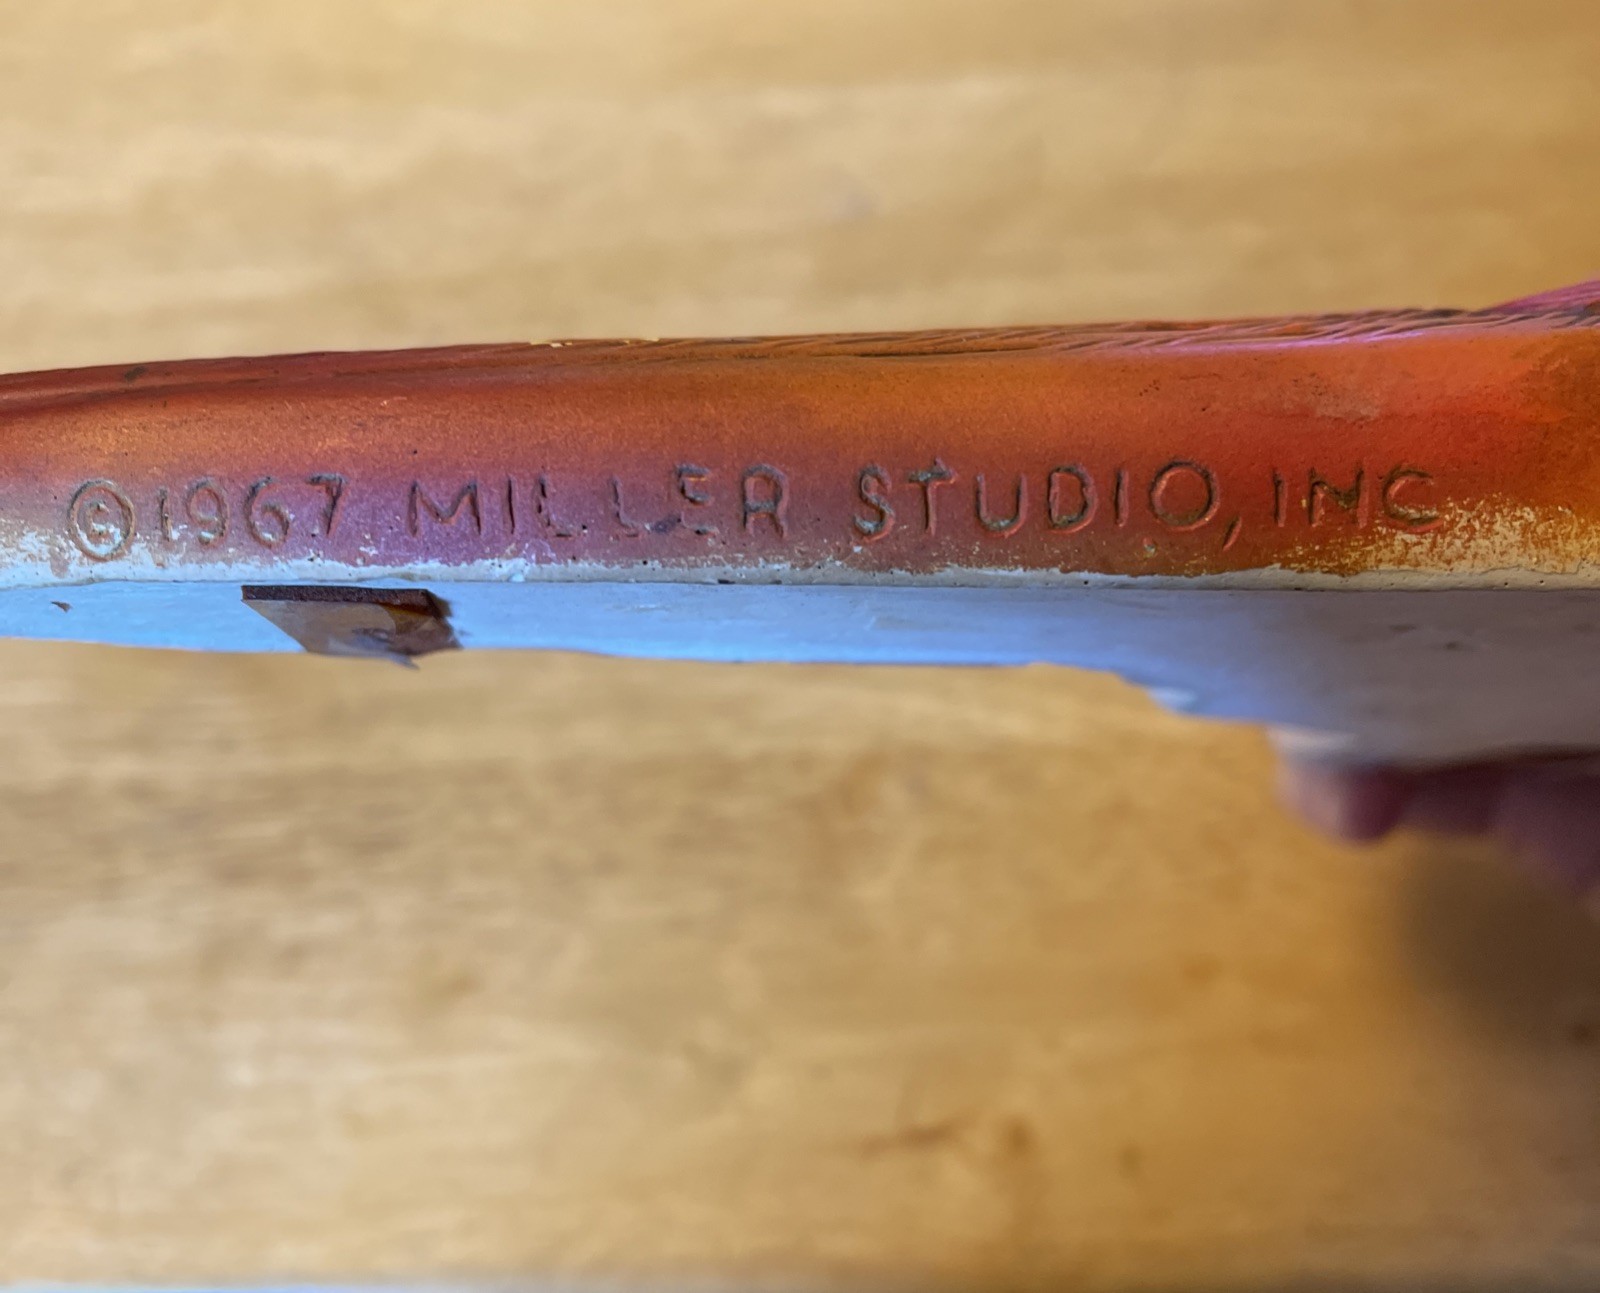 ©1967 MILLER STUDIO, INC